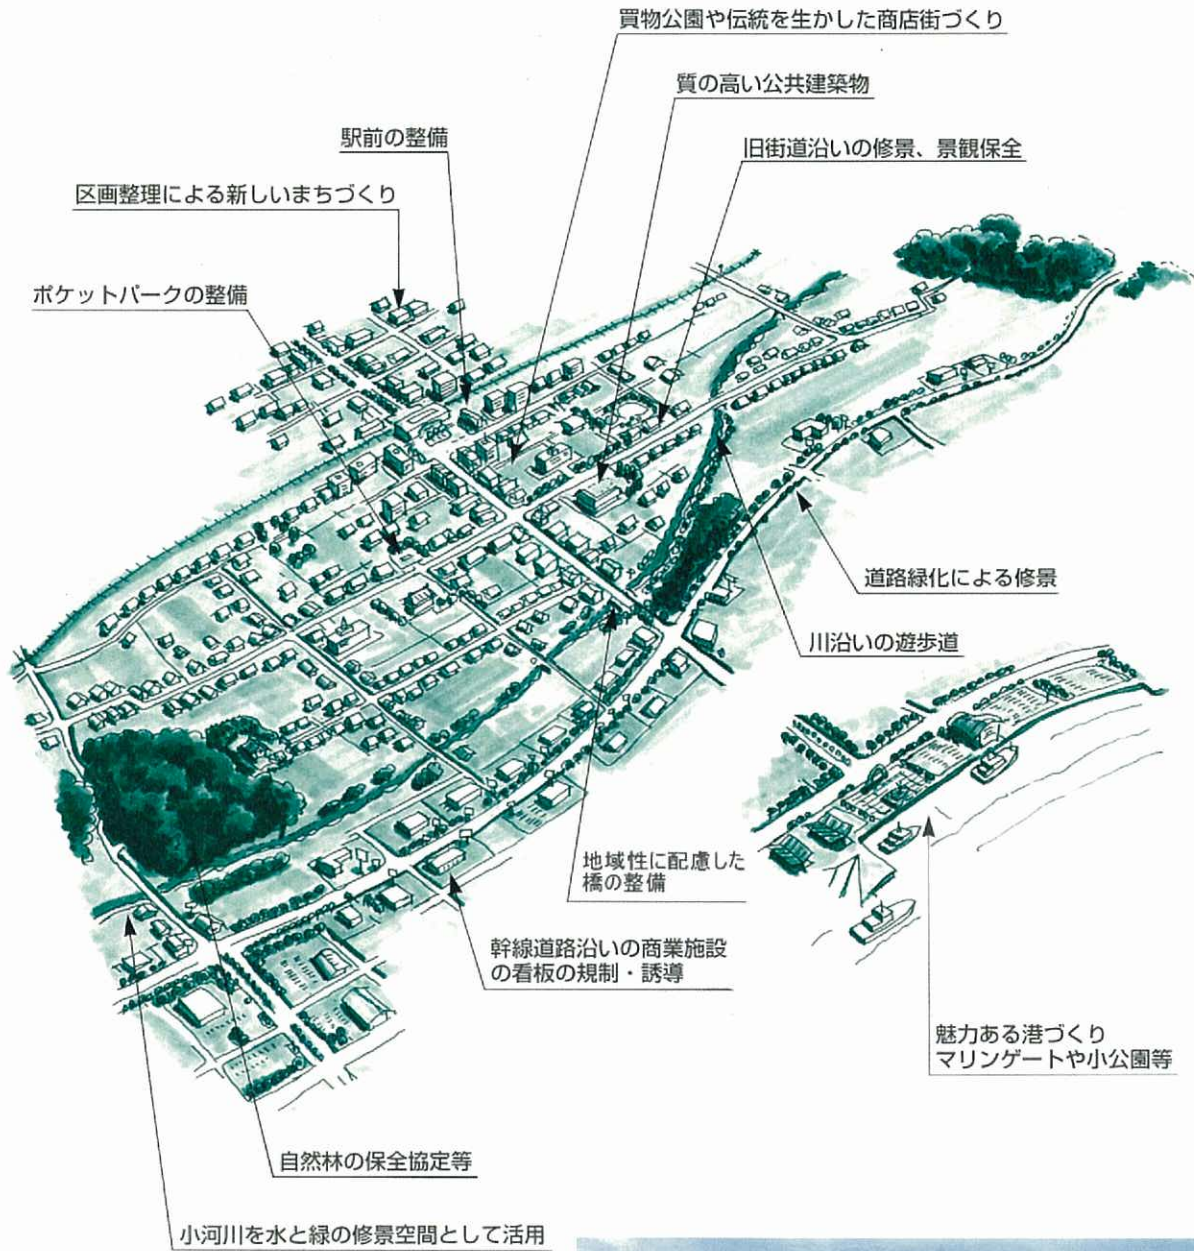 買物公園や伝統を生かした商店街づくり
質の高い公共建築物
駅前の整備
旧街道沿いの修景、景観保全
区画整理による新しいまちづくり
ポケットパークの整備
道路緑化による修景
川沿いの遊歩道
地域性に配慮した
橋の整備
幹線道路沿いの商業施設
の看板の規制・誘導
魅力ある港づくり
マリンゲートや小公園等
自然林の保全協定等
小河川を水と緑の修景空間として活用